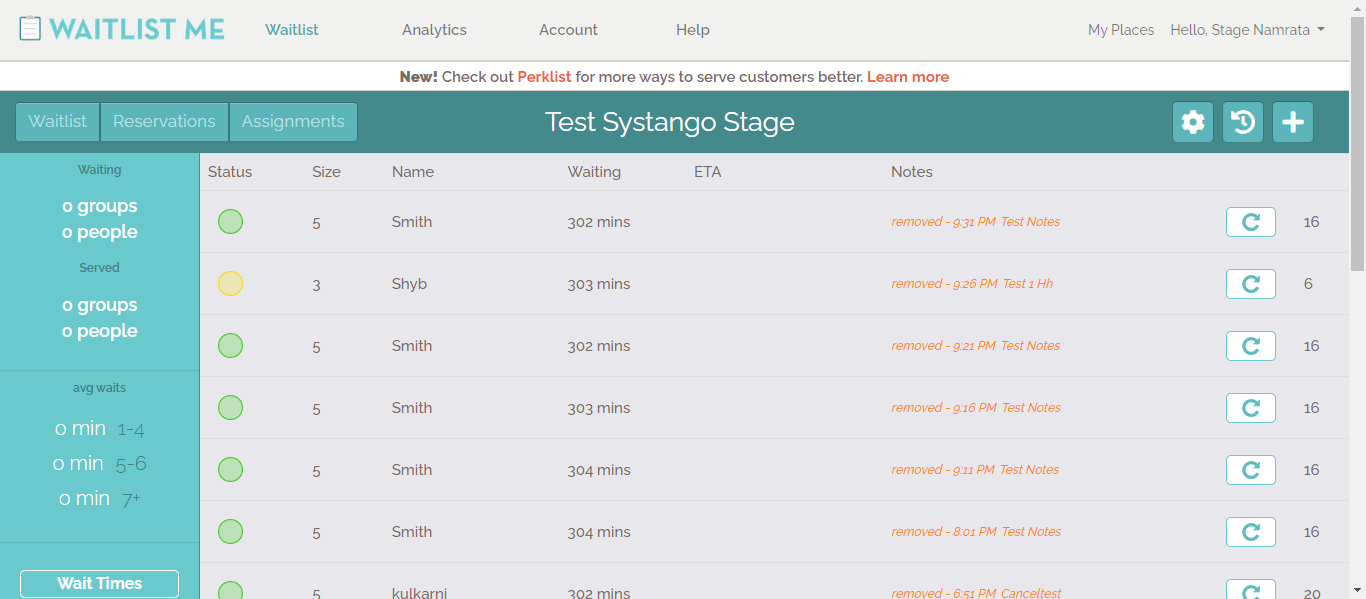 WAITLIST ME Waitlist Analytics Account Help My Places Hello, Stage Namrata
New! Check out Perklist for more ways to serve customers better. Learn more
Waitlist Reservations Assignments Test Systango Stage
Waiting
0 groups
0 people
Served
0 groups
0 people
avg waits
0 min 1-4
0 min 5-6
0 min 7+
Wait Times
Status Size Name Waiting ETA Notes
5 Smith 302 mins removed - 9:31 PM Test Notes 16
3 Shyb 303 mins removed - 9:26 PM Test 1 Hh 6
5 Smith 302 mins removed - 9:21 PM Test Notes 16
5 Smith 303 mins removed - 9:16 PM Test Notes 16
5 Smith 304 mins removed - 9:11 PM Test Notes 16
5 Smith 304 mins removed - 8:01 PM Test Notes 16
5 kulkarni 302 mins removed - 6:51 PM Canceltest 20